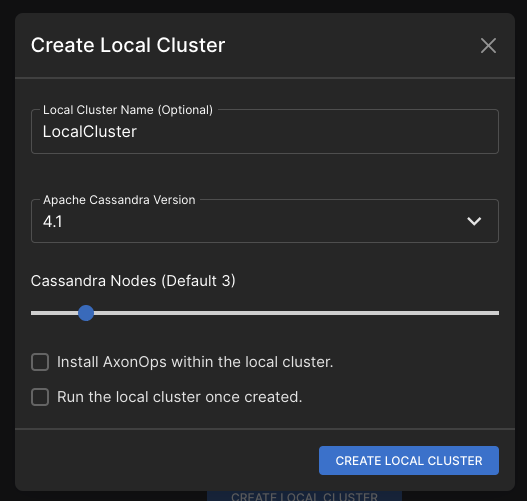 Create Local Cluster
Local Cluster Name (Optional)
LocalCluster
Apache Cassandra Version
4.1
Cassandra Nodes (Default 3)
Install AxonOps within the local cluster.
Run the local cluster once created.
CREATE LOCAL CLUSTER
CREATE LOCAL CLUSTER